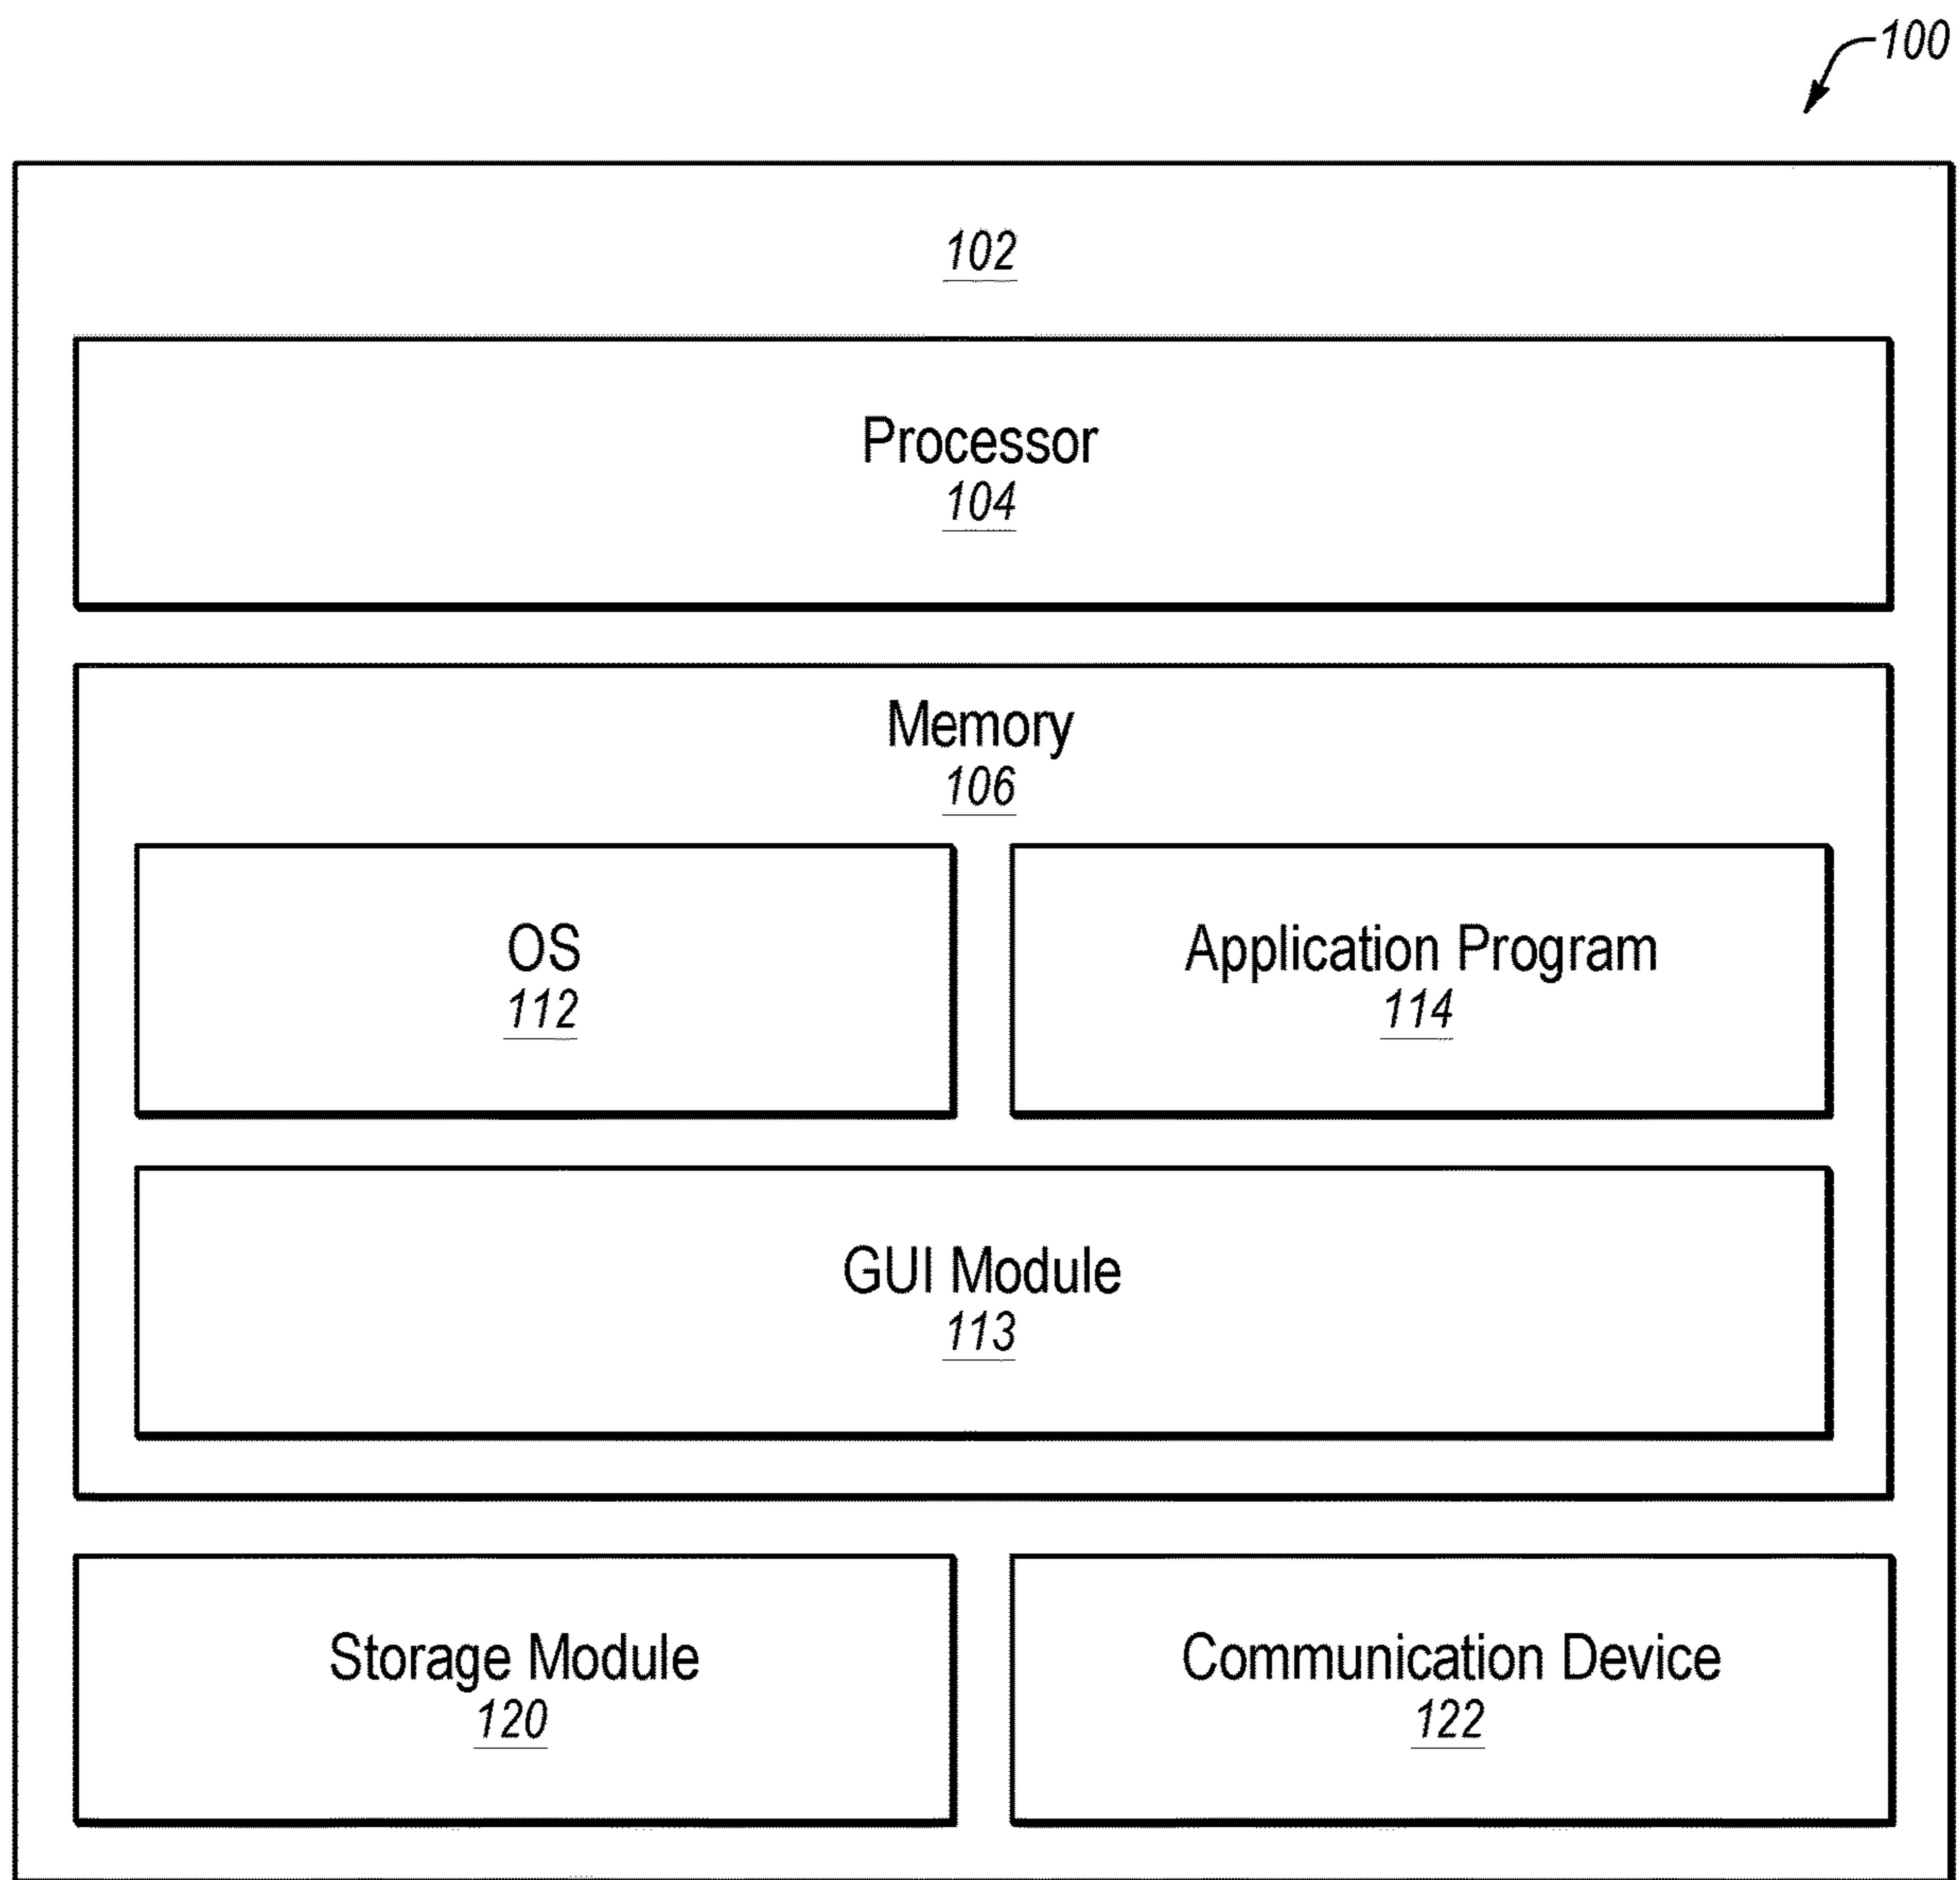 100
102
Processor
104
Memory
106
OS
112
Application Program
114
GUI Module
113
Storage Module
120
Communication Device
122